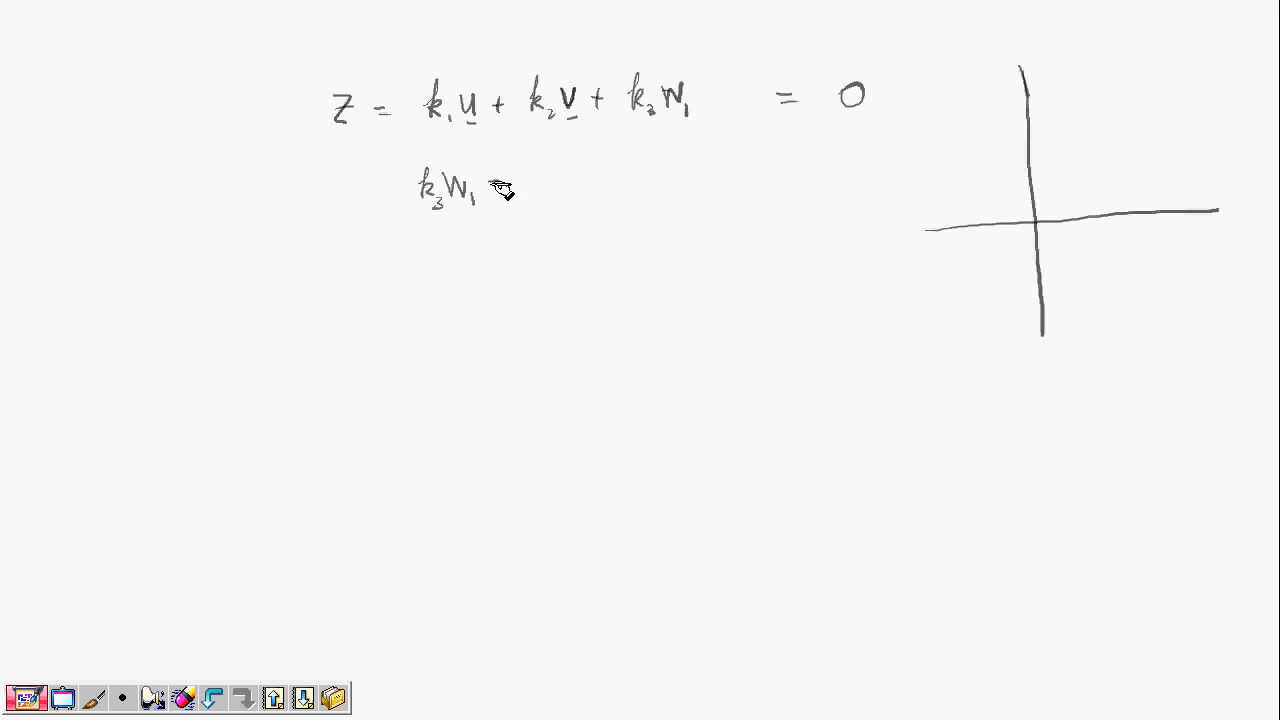 Z = k₁u + k₂v + k₃W₁ = 0
k₃W₁ =